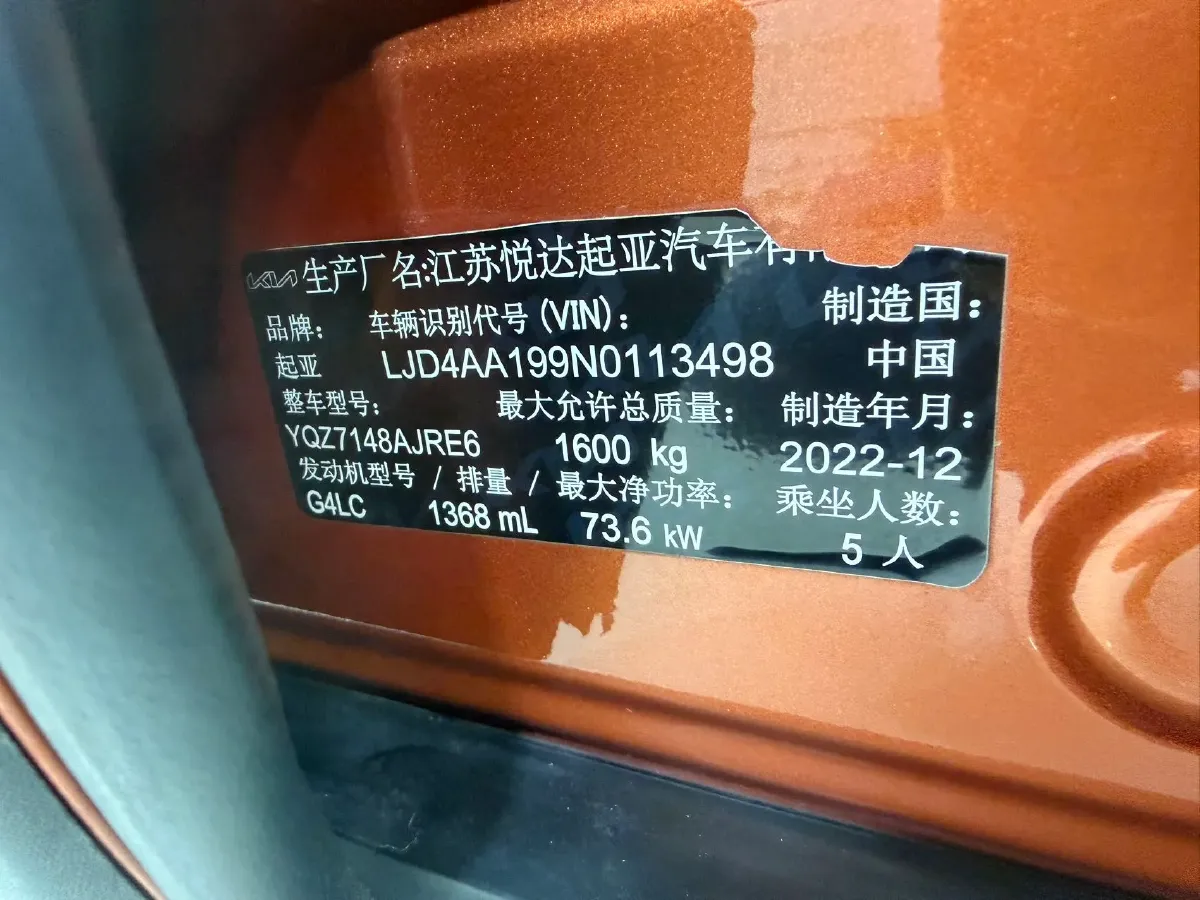 KIA 生产厂名:江苏悦达起亚汽车有
品牌: 车辆识别代号(VIN): 制造国:
起亚 LJD4AA199N0113498 中国
整车型号: 最大允许总质量: 制造年月:
YQZ7148AJRE6 1600 kg 2022-12
发动机型号 / 排量 / 最大净功率: 乘坐人数:
G4LC 1368 mL 73.6 kW 5 人